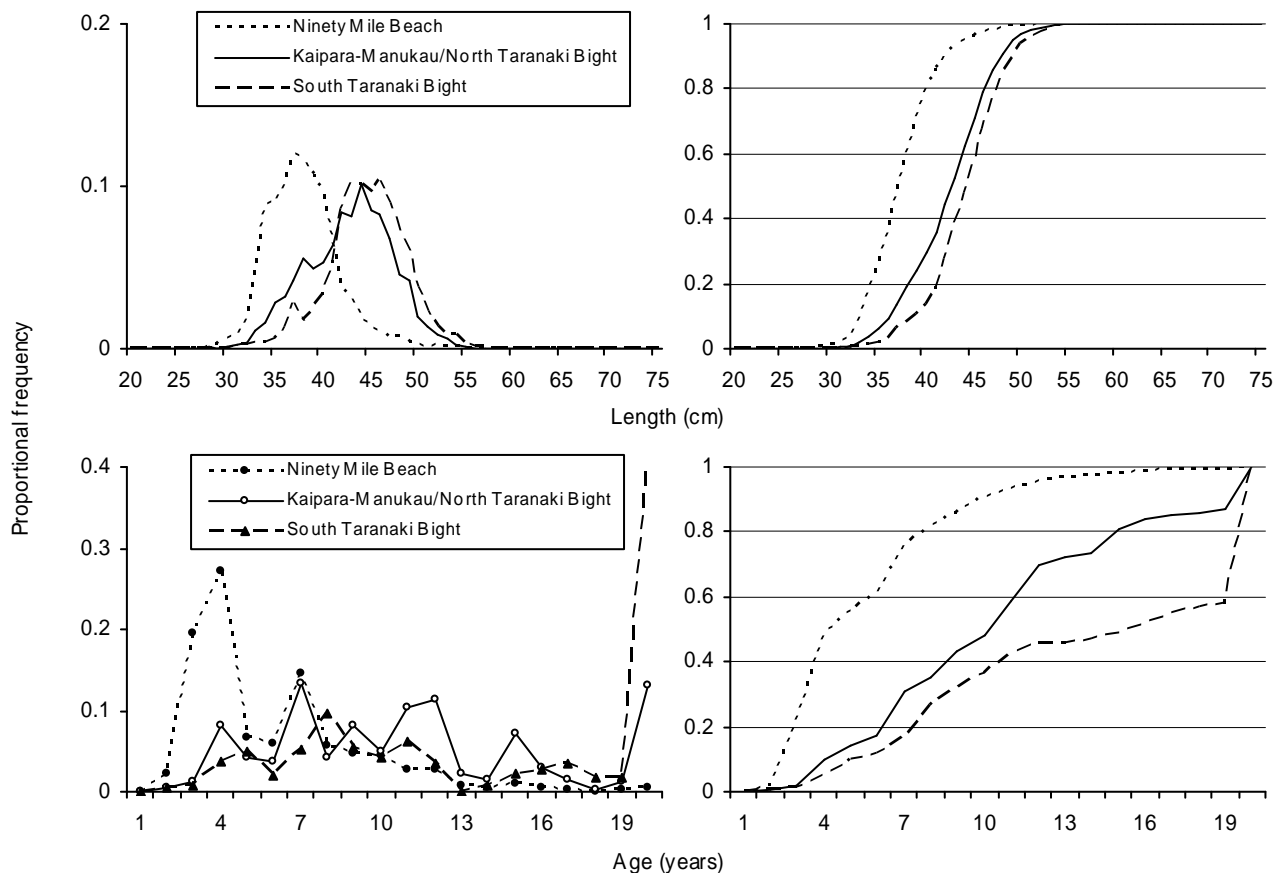 0.2
0.1
0
Ninety Mile Beach
Kaipara-Manukau/North Taranaki Bight
South Taranaki Bight
20 25 30 35 40 45 50 55 60 65 70 75
1
0.8
0.6
0.4
0.2
0
20 25 30 35 40 45 50 55 60 65 70 75
Length (cm)
Proportional frequency
0.4
0.3
0.2
0.1
0
Ninety Mile Beach
Kaipara-Manukau/North Taranaki Bight
South Taranaki Bight
1 4 7 10 13 16 19
1
0.8
0.6
0.4
0.2
0
1 4 7 10 13 16 19
Age (years)